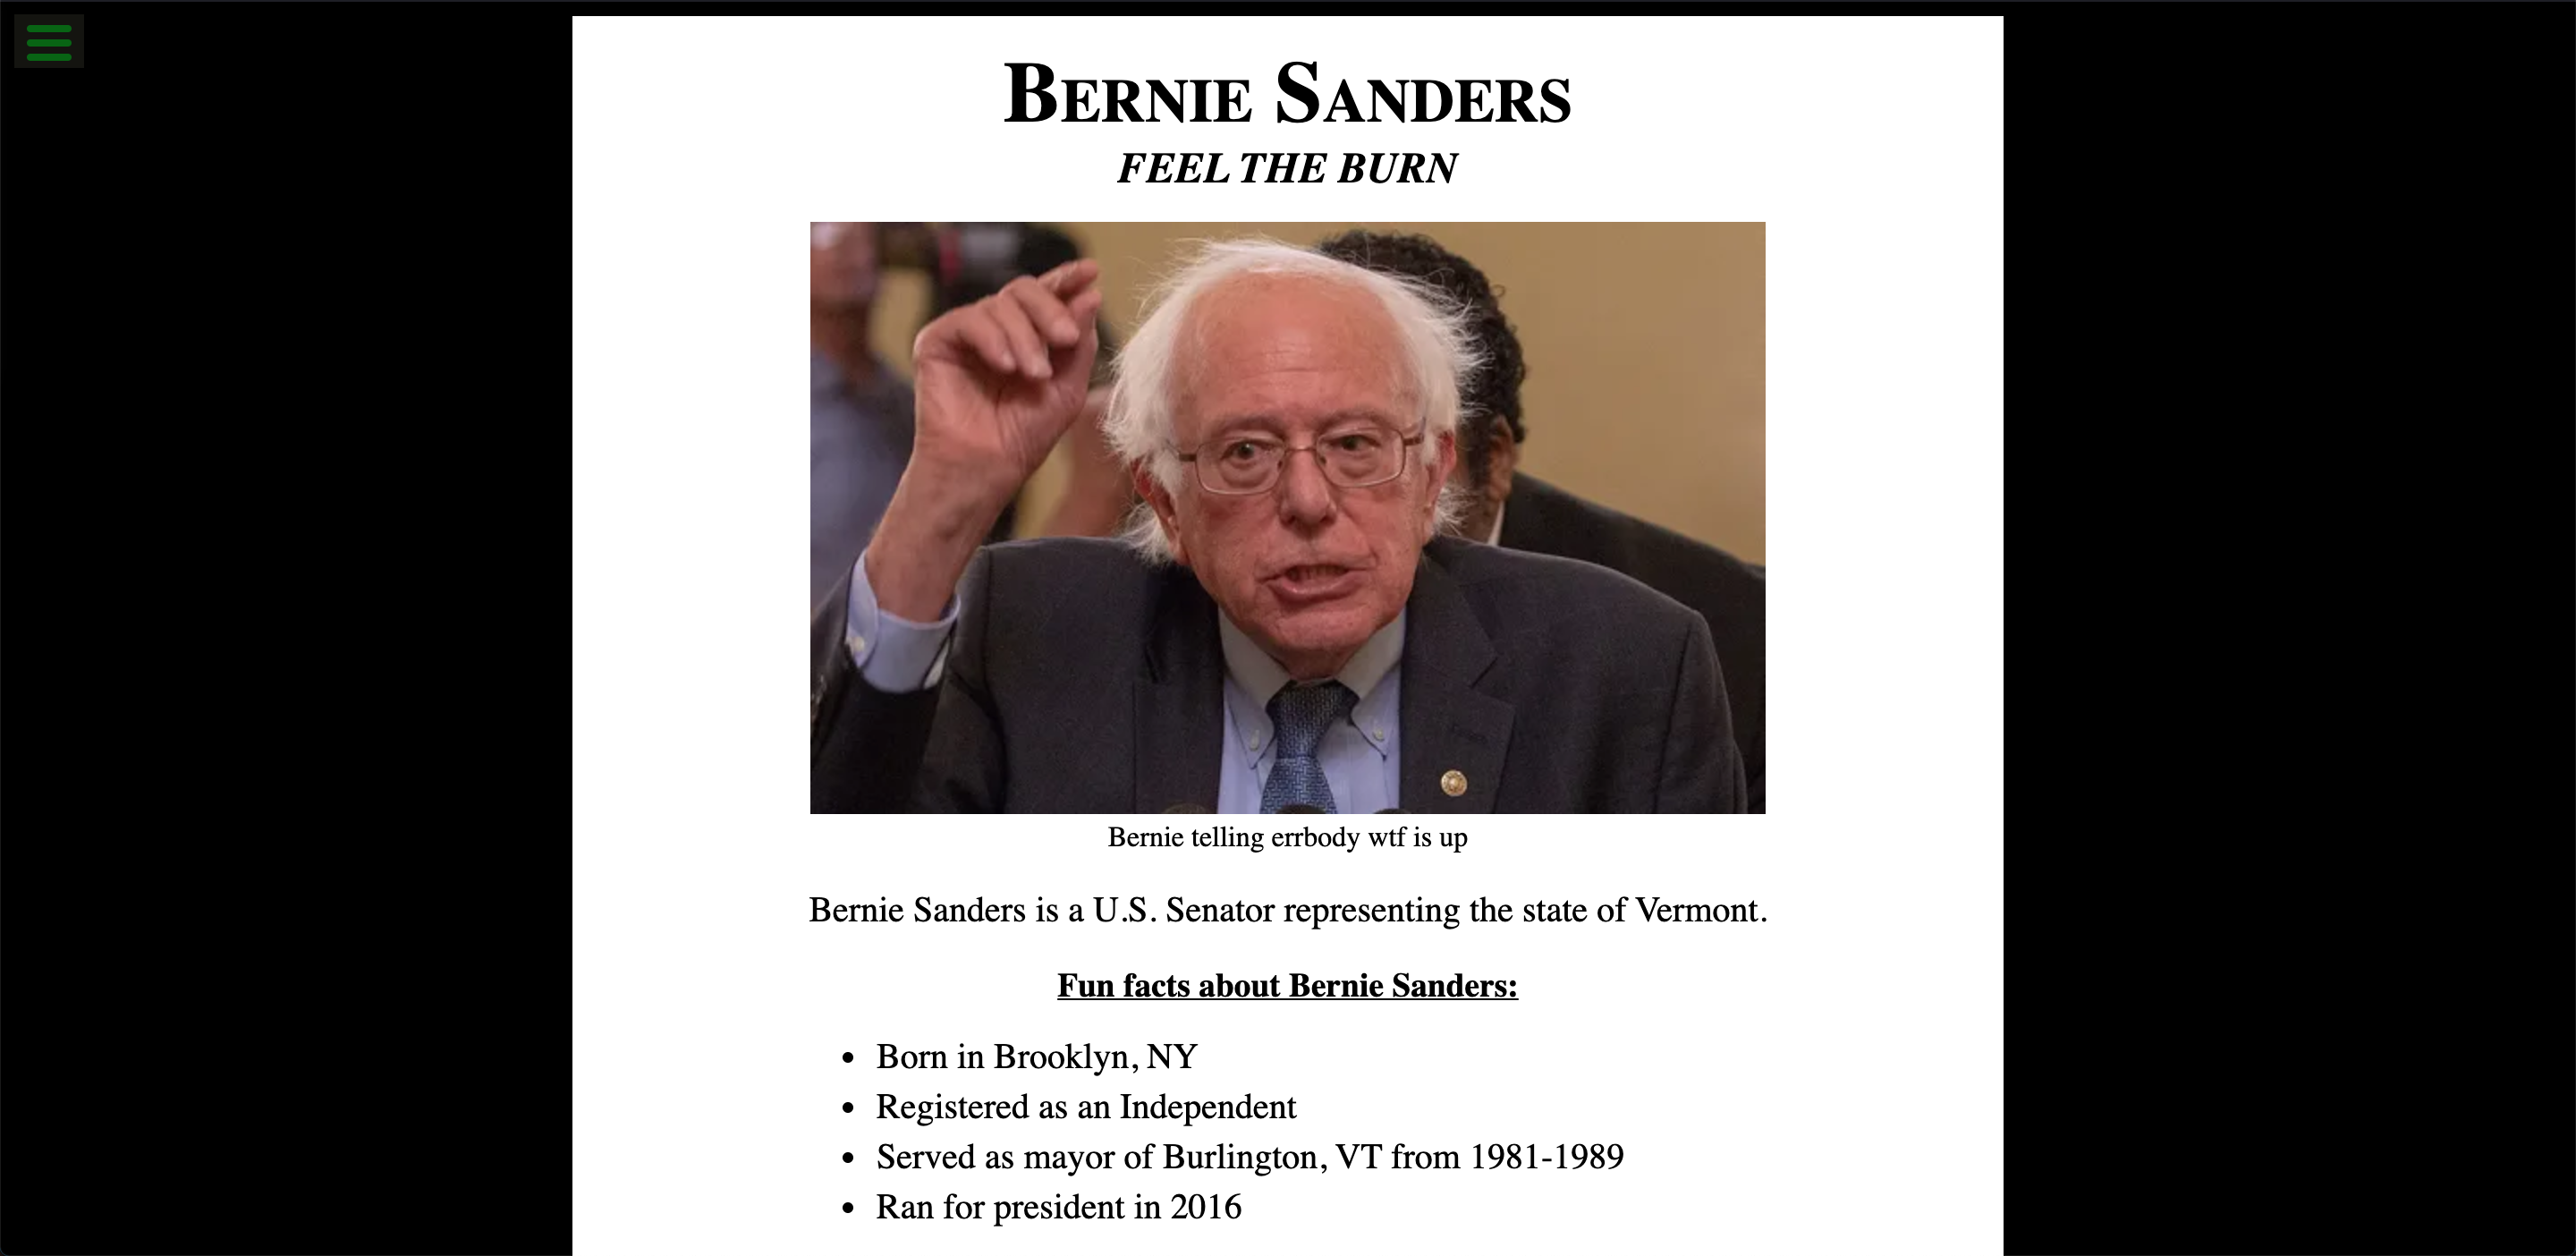 Bernie Sanders
FEEL THE BURN
Bernie telling errbody wtf is up
Bernie Sanders is a U.S. Senator representing the state of Vermont.
Fun facts about Bernie Sanders:
• Born in Brooklyn, NY
• Registered as an Independent
• Served as mayor of Burlington, VT from 1981-1989
• Ran for president in 2016